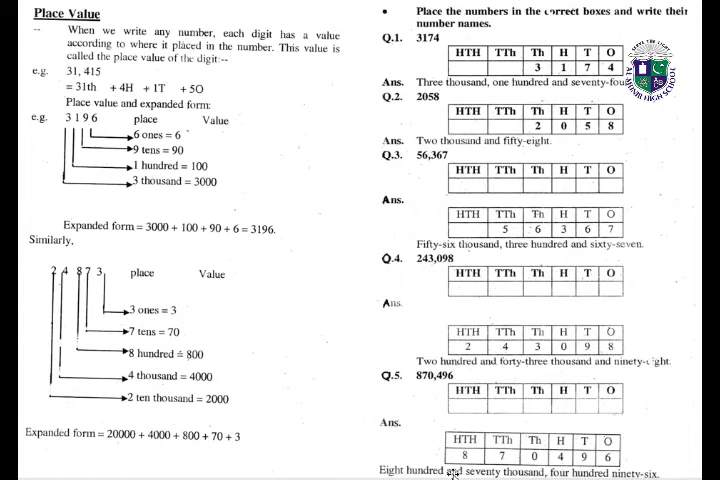 Place Value
-- When we write any number, each digit has a value
according to where it placed in the number. This value is
called the place value of the digit:--
e.g. 31, 415
= 31th + 4H + 1T + 5O
Place value and expanded form:
e.g. 3 1 9 6 place Value
6 ones = 6
9 tens = 90
1 hundred = 100
3 thousand = 3000
Expanded form = 3000 + 100 + 90 + 6 = 3196.
Similarly,
2 4 8 7 3 place Value
3 ones = 3
7 tens = 70
8 hundred = 800
4 thousand = 4000
2 ten thousand = 2000
Expanded form = 20000 + 4000 + 800 + 70 + 3
• Place the numbers in the correct boxes and write their
number names.
Q.1. 3174
HTH TTh Th H T O
3 1 7 4
Ans. Three thousand, one hundred and seventy-four
Q.2. 2058
HTH TTh Th H T O
2 0 5 8
Ans. Two thousand and fifty-eight.
Q.3. 56,367
HTH TTh Th H T O
Ans.
HTH TTh Th H T O
5 6 3 6 7
Fifty-six thousand, three hundred and sixty-seven.
Q.4. 243,098
HTH TTh Th H T O
Ans.
HTH TTh Th H T O
2 4 3 0 9 8
Two hundred and forty-three thousand and ninety-eight.
Q.5. 870,496
HTH TTh Th H T O
Ans.
HTH TTh Th H T O
8 7 0 4 9 6
Eight hundred and seventy thousand, four hundred ninety-six.
HIGH SCHOOL